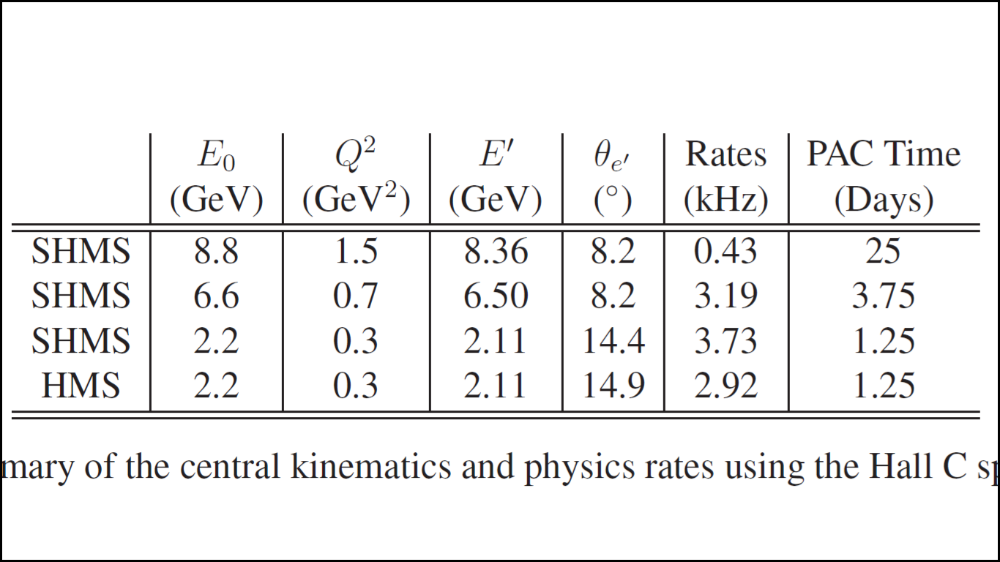 E₀ Q² E′ θₑ′ Rates PAC Time
(GeV) (GeV²) (GeV) (°) (kHz) (Days)
SHMS 8.8 1.5 8.36 8.2 0.43 25
SHMS 6.6 0.7 6.50 8.2 3.19 3.75
SHMS 2.2 0.3 2.11 14.4 3.73 1.25
HMS 2.2 0.3 2.11 14.9 2.92 1.25
mary of the central kinematics and physics rates using the Hall C sp